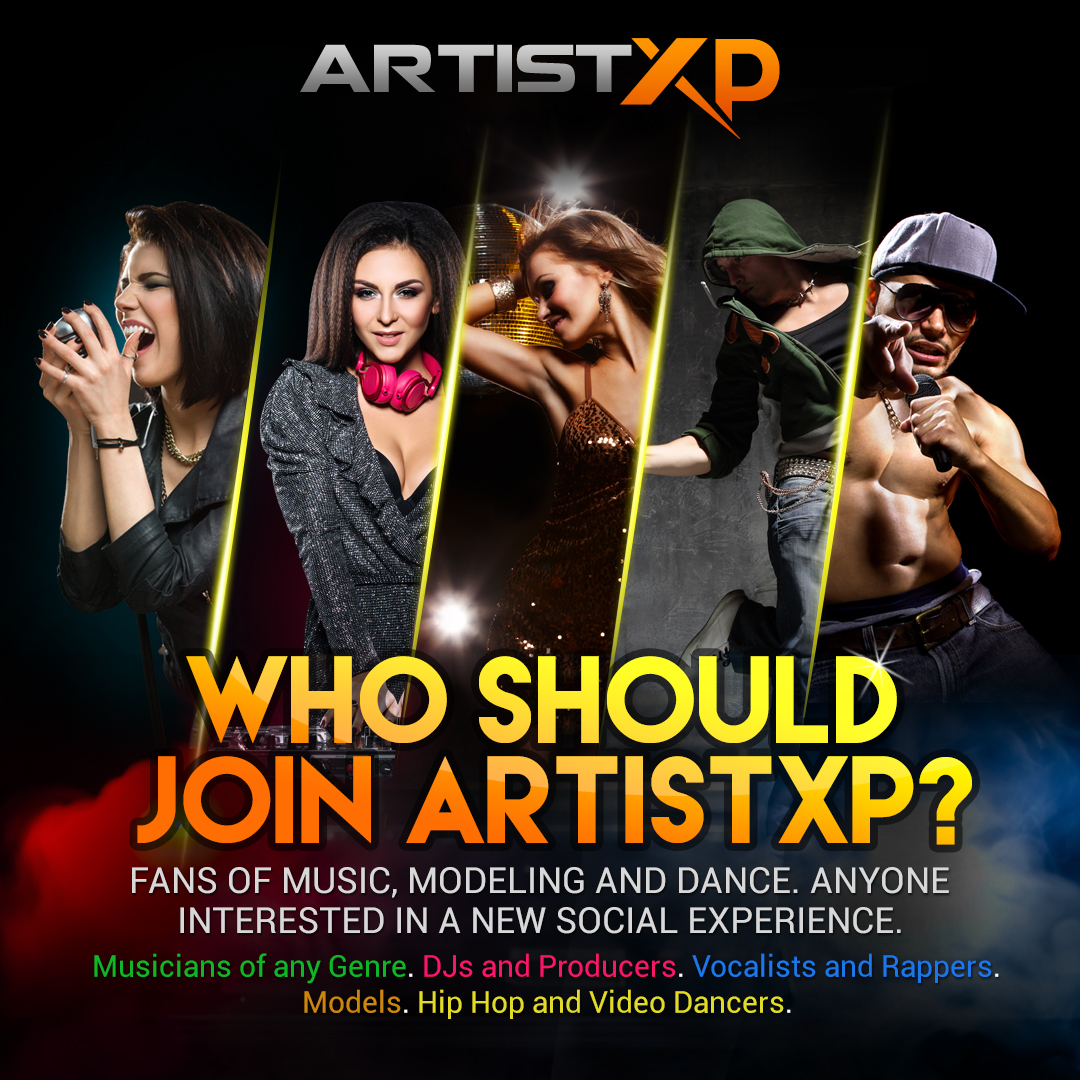 ARTISTXP
WHO SHOULD
JOIN ARTISTXP?
FANS OF MUSIC, MODELING AND DANCE. ANYONE
INTERESTED IN A NEW SOCIAL EXPERIENCE.
Musicians of any Genre. DJs and Producers. Vocalists and Rappers.
Models. Hip Hop and Video Dancers.